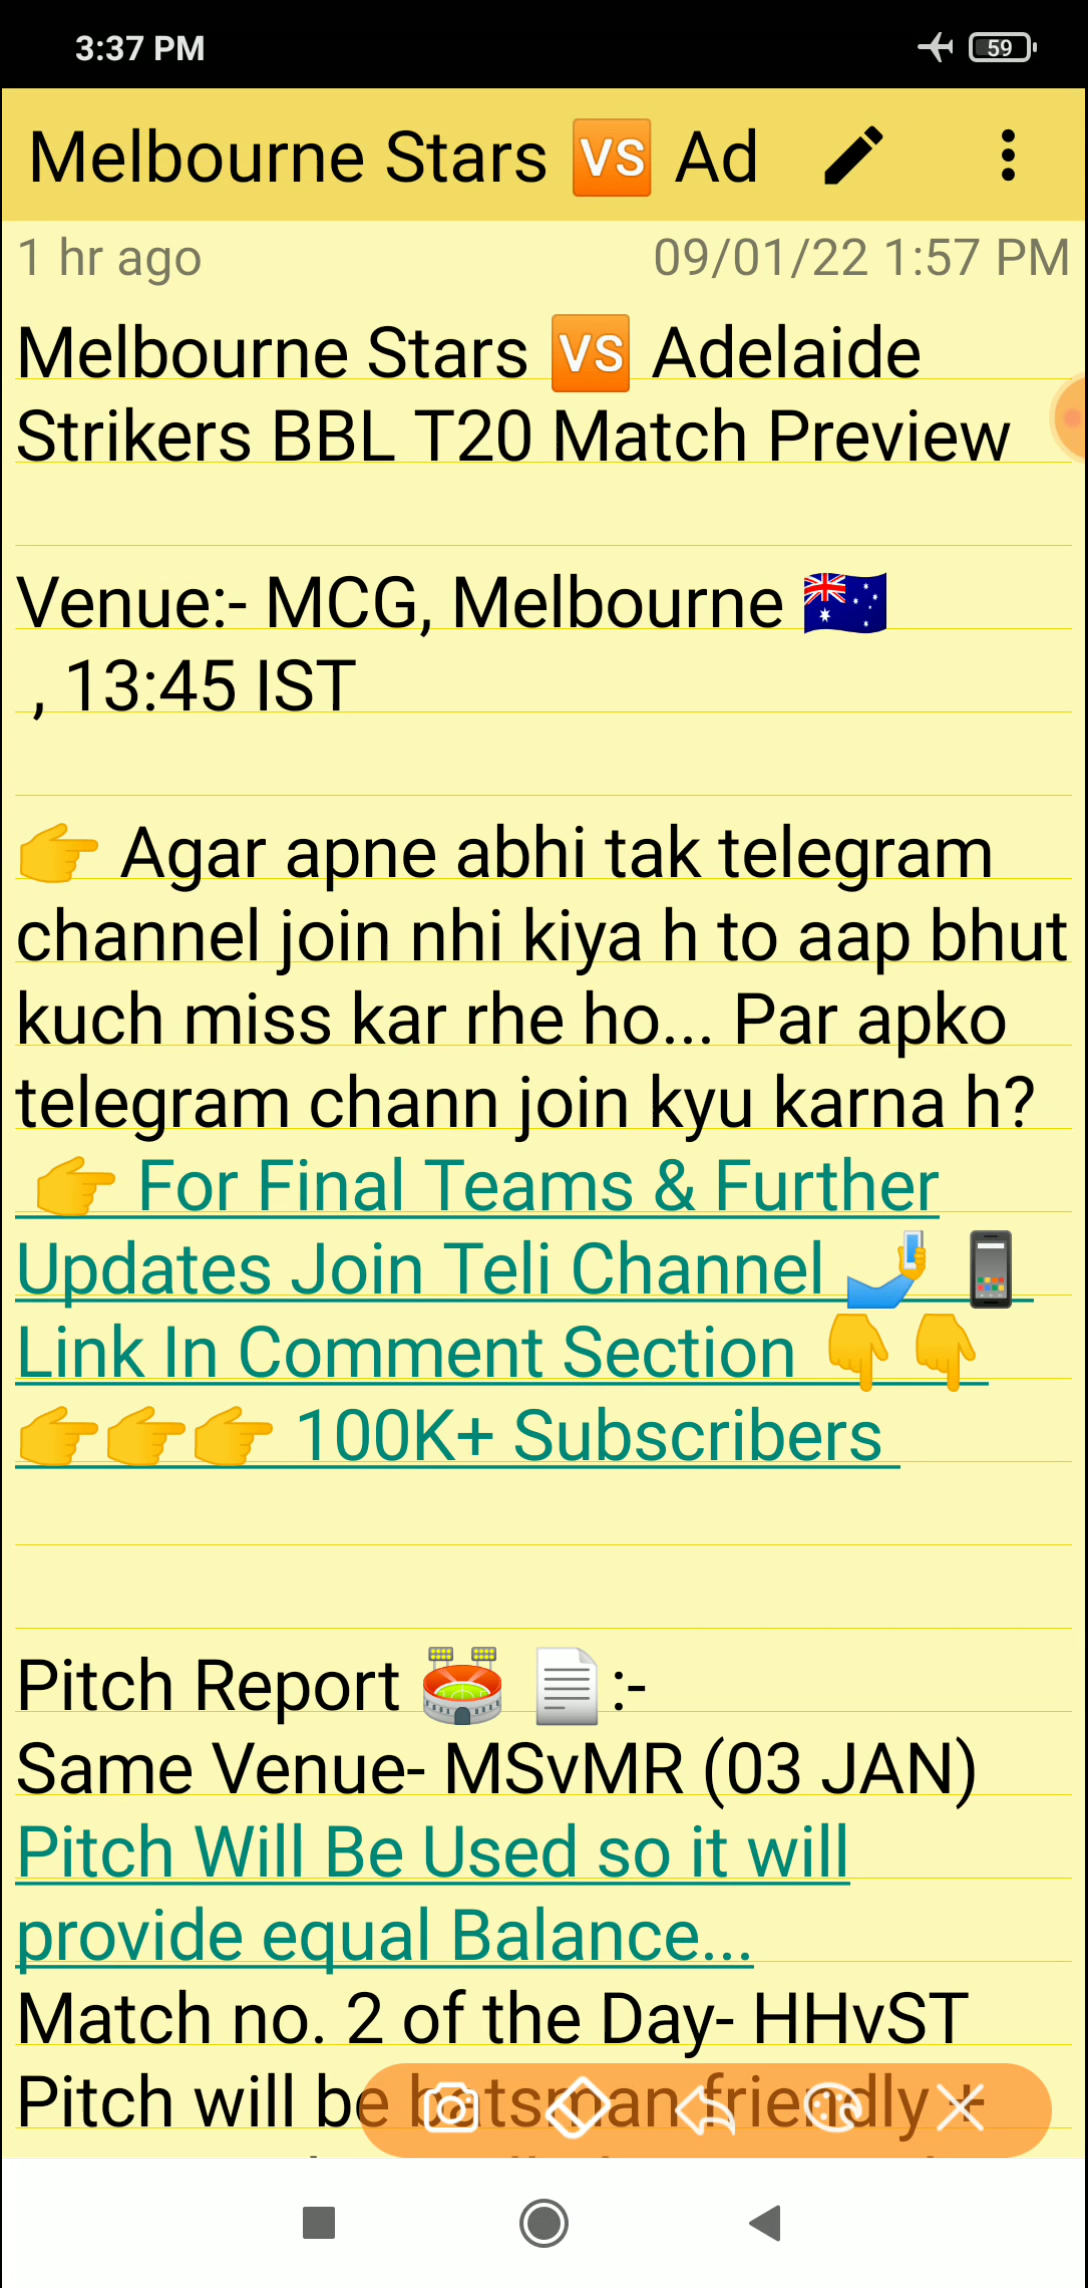 3:37 PM
59
Melbourne Stars 🆚 Ad
1 hr ago
09/01/22 1:57 PM
Melbourne Stars 🆚 Adelaide
Strikers BBL T20 Match Preview
Venue:- MCG, Melbourne 🇦🇺
, 13:45 IST
👉 Agar apne abhi tak telegram
channel join nhi kiya h to aap bhut
kuch miss kar rhe ho... Par apko
telegram chann join kyu karna h?
👉 For Final Teams & Further
Updates Join Teli Channel 🤳 📱
Link In Comment Section 👇👇
👉👉👉 100K+ Subscribers
Pitch Report 🏟 📄:-
Same Venue- MSvMR (03 JAN)
Pitch Will Be Used so it will
provide equal Balance...
Match no. 2 of the Day- HHvST
Pitch will be batsman friendly +